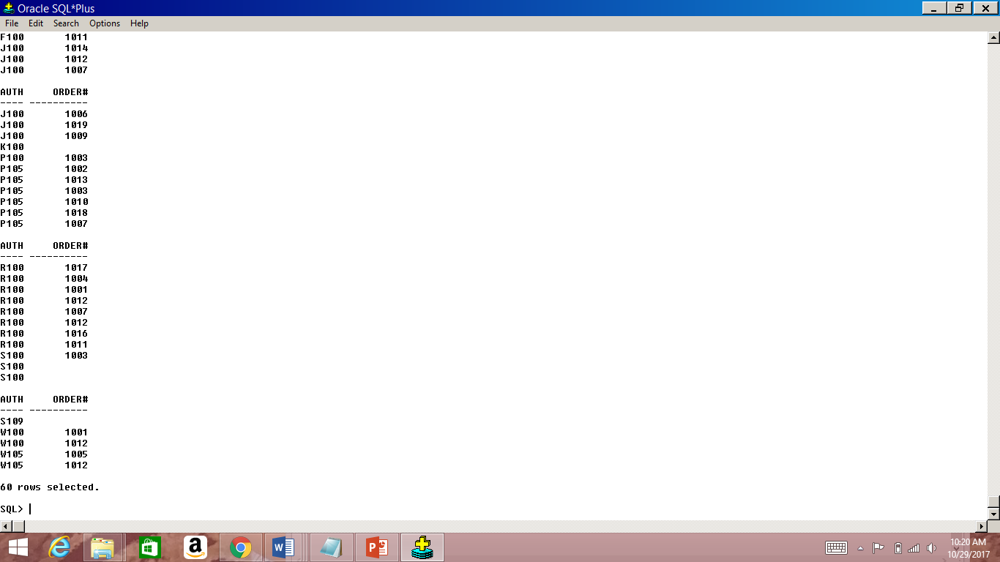 Oracle SQL*Plus
File Edit Search Options Help
F100       1011
J100       1014
J100       1012
J100       1007
AUTH     ORDER#
---- ----------
J100       1006
J100       1019
J100       1009
K100
P100       1003
P105       1002
P105       1013
P105       1003
P105       1010
P105       1018
P105       1007
AUTH     ORDER#
---- ----------
R100       1017
R100       1004
R100       1001
R100       1012
R100       1007
R100       1012
R100       1016
R100       1011
S100       1003
S100
S100
AUTH     ORDER#
---- ----------
S109
W100       1001
W100       1012
W105       1005
W105       1012
60 rows selected.
SQL>
10:20 AM
10/29/2017